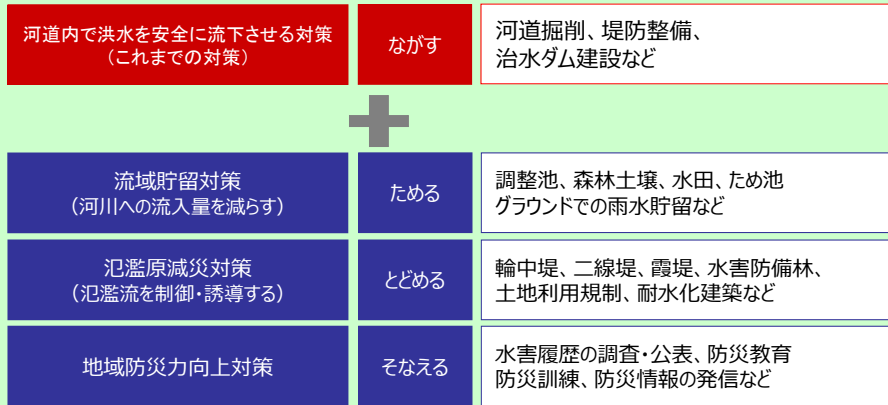 河道内で洪水を安全に流下させる対策
（これまでの対策）
ながす
河道掘削、堤防整備、
治水ダム建設など
流域貯留対策
（河川への流入量を減らす）
ためる
調整池、森林土壌、水田、ため池
グラウンドでの雨水貯留など
氾濫原減災対策
（氾濫流を制御・誘導する）
とどめる
輪中堤、二線堤、霞堤、水害防備林、
土地利用規制、耐水化建築など
地域防災力向上対策
そなえる
水害履歴の調査・公表、防災教育
防災訓練、防災情報の発信など